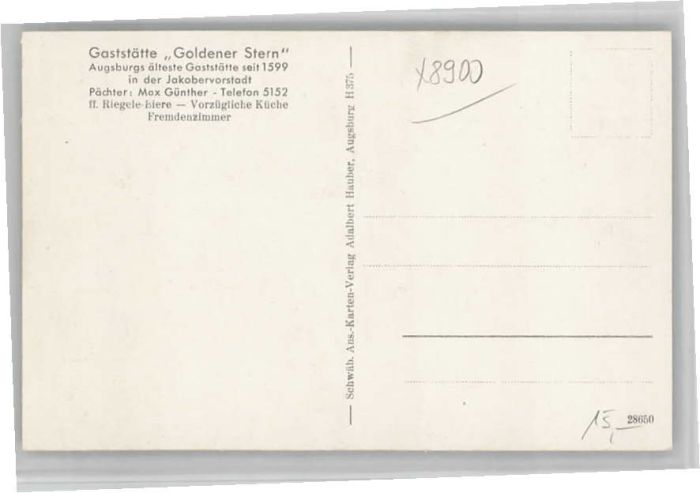 Gaststätte „Goldener Stern"
Augsburgs älteste Gaststätte seit 1599
in der Jakobervorstadt
Pächter: Max Günther - Telefon 5152
ff. Riegele-Biere — Vorzügliche Küche
Fremdenzimmer
Schwäb. Ans.-Karten-Verlag Adalbert Hauber, Augsburg H375
X8900
15,—
28650